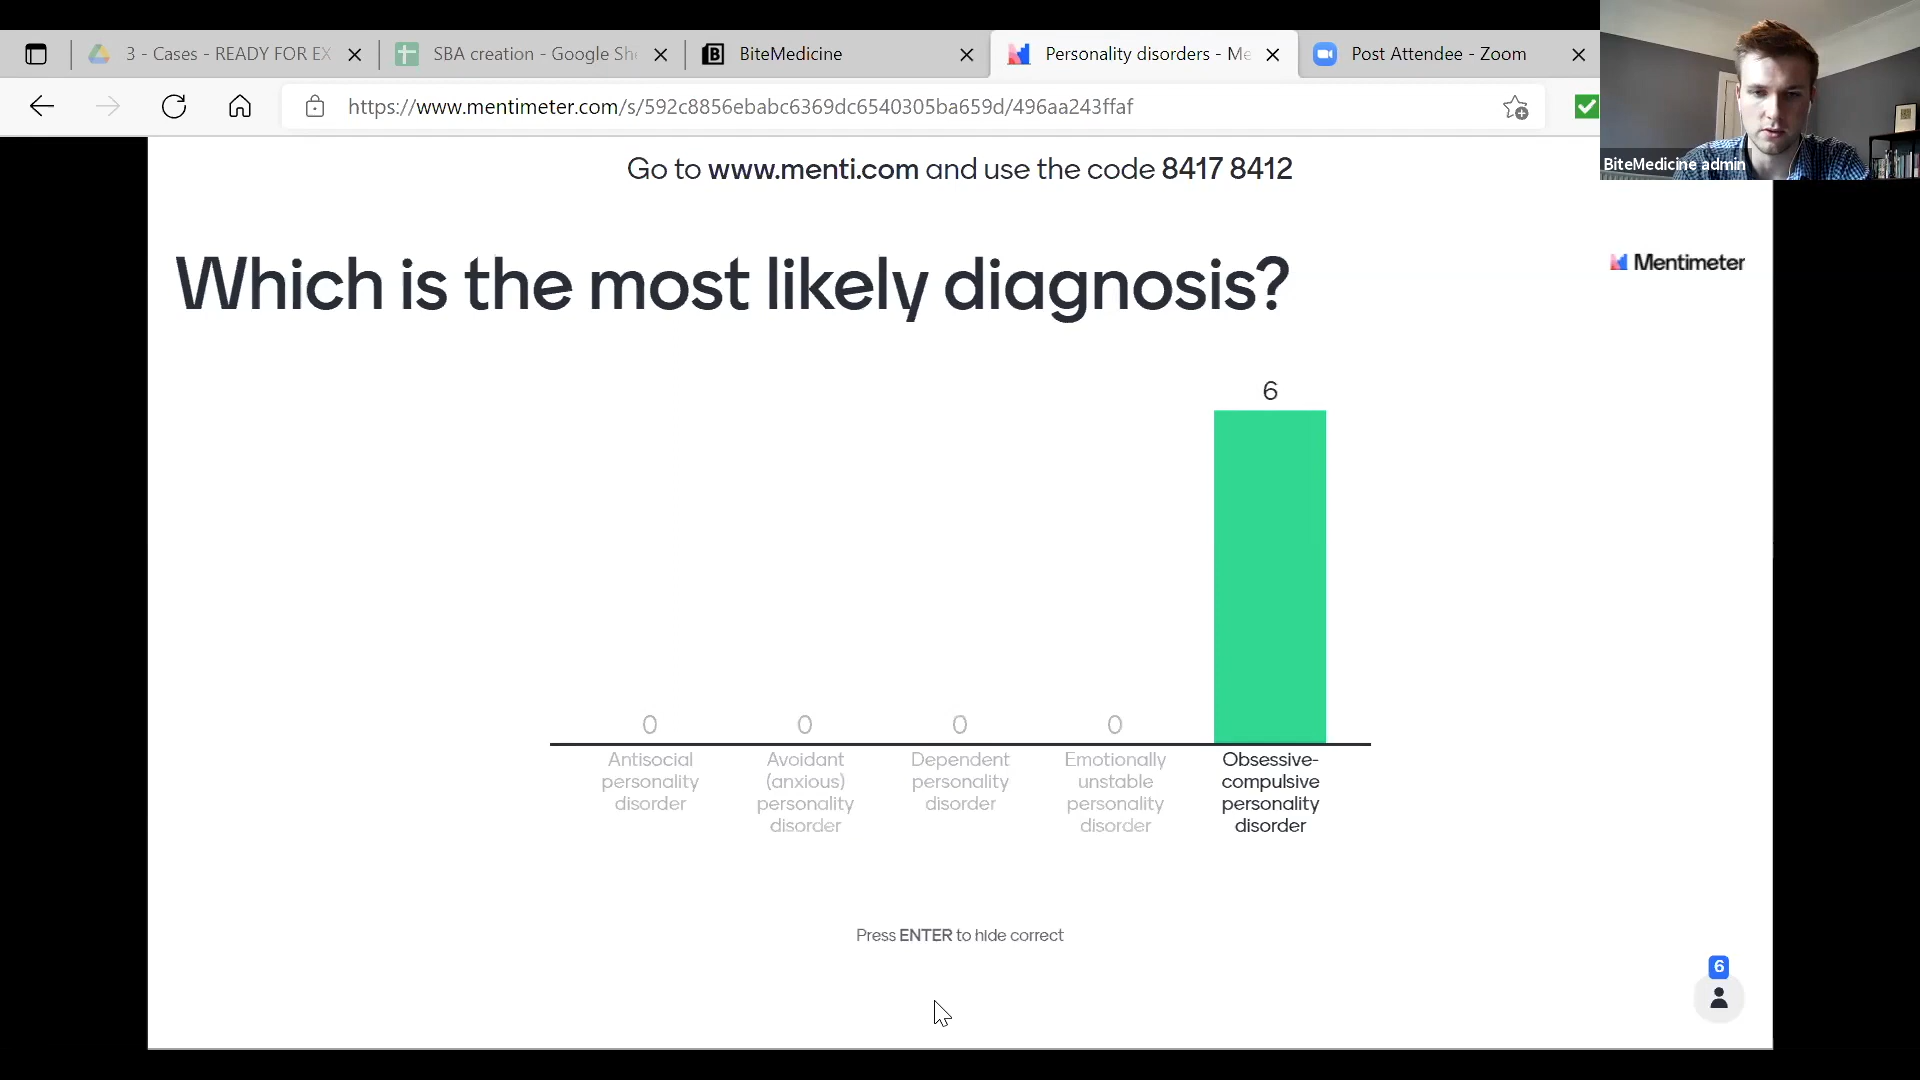 3 - Cases - READY FOR EX
SBA creation - Google She
BiteMedicine
Personality disorders - Me
Post Attendee - Zoom
https://www.mentimeter.com/s/592c8856ebabc6369dc6540305ba659d/496aa243ffaf
BiteMedicine admin
Go to www.menti.com and use the code 8417 8412
Which is the most likely diagnosis?
Mentimeter
6
0
0
0
0
Antisocial
personality
disorder
Avoidant
(anxious)
personality
disorder
Dependent
personality
disorder
Emotionally
unstable
personality
disorder
Obsessive-
compulsive
personality
disorder
Press ENTER to hide correct
6